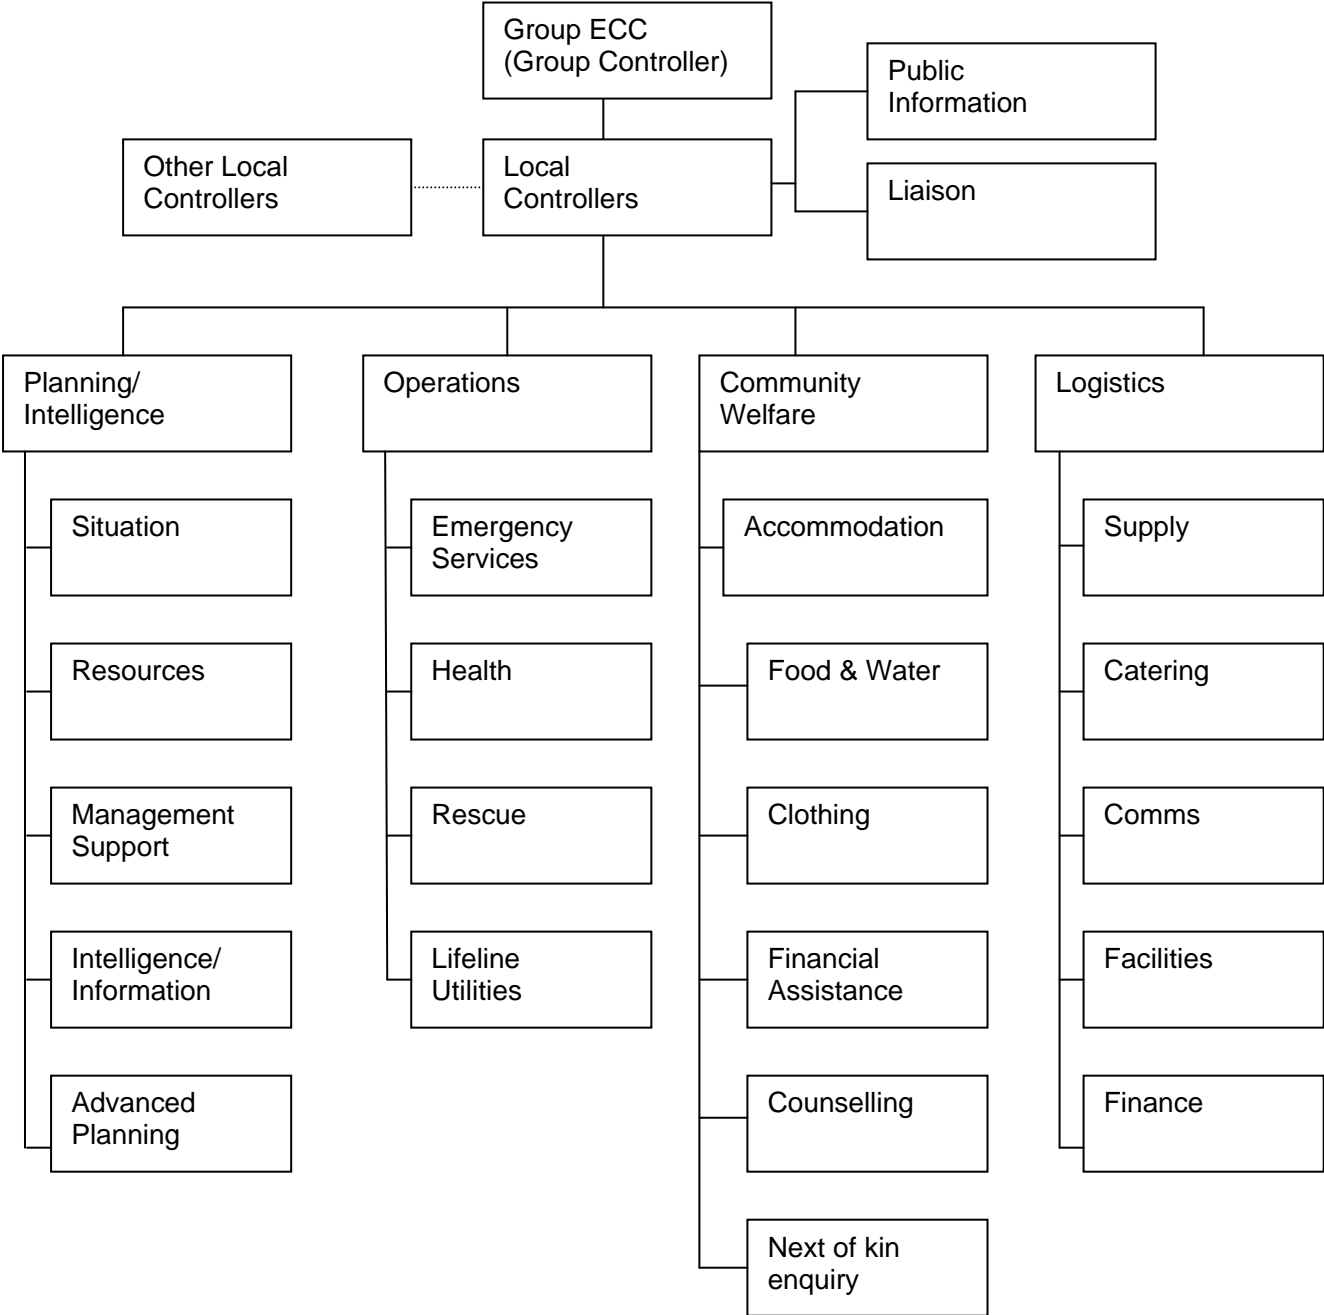 Group ECC
(Group Controller)
Public
Information
Other Local
Controllers
Local
Controllers
Liaison
Planning/
Intelligence
Operations
Community
Welfare
Logistics
Situation
Emergency
Services
Accommodation
Supply
Resources
Health
Food & Water
Catering
Management
Support
Rescue
Clothing
Comms
Intelligence/
Information
Lifeline
Utilities
Financial
Assistance
Facilities
Advanced
Planning
Counselling
Finance
Next of kin
enquiry